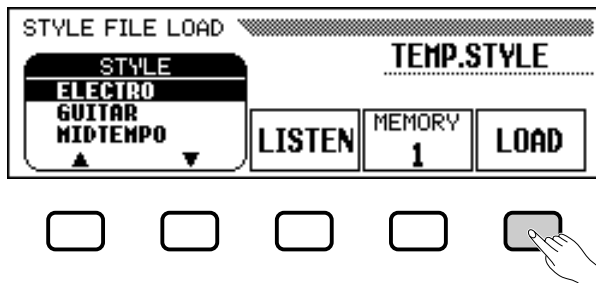 STYLE FILE LOAD
TEMP.STYLE
STYLE
ELECTRO
GUITAR
MIDTEMPO
LISTEN
MEMORY
1
LOAD